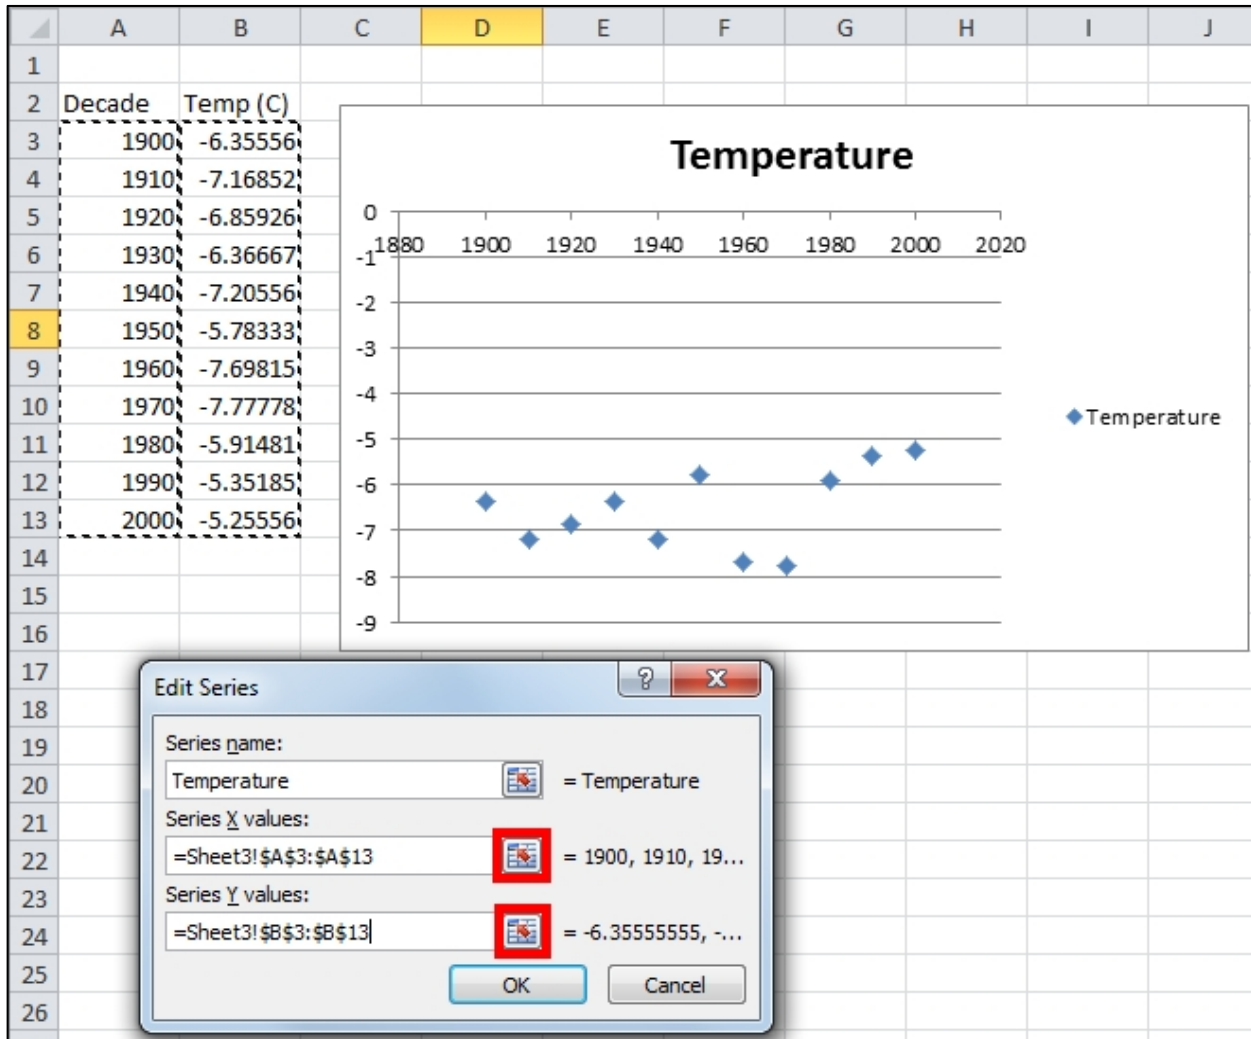 A B C D E F G H I J
1
2 Decade Temp (C)
3 1900 -6.35556
4 1910 -7.16852
5 1920 -6.85926
6 1930 -6.36667
7 1940 -7.20556
8 1950 -5.78333
9 1960 -7.69815
10 1970 -7.77778
11 1980 -5.91481
12 1990 -5.35185
13 2000 -5.25556
14
15
16
17
18
19
20
21
22
23
24
25
26
Temperature
0
1880 1900 1920 1940 1960 1980 2000 2020
-1
-2
-3
-4
-5
-6
-7
-8
-9
Temperature
Edit Series
?
X
Series name:
Temperature = Temperature
Series X values:
=Sheet3!$A$3:$A$13 = 1900, 1910, 19...
Series Y values:
=Sheet3!$B$3:$B$13 = -6.35555555, -...
OK Cancel